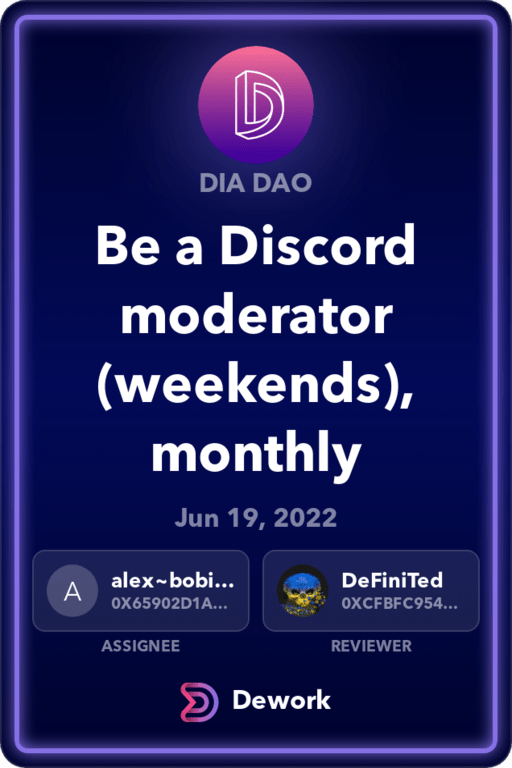 DIA DAO
Be a Discord
moderator
(weekends),
monthly
Jun 19, 2022
A
alex~bobi...
0X65902D1A...
DeFiniTed
0XCFBFC954...
ASSIGNEE
REVIEWER
Dework